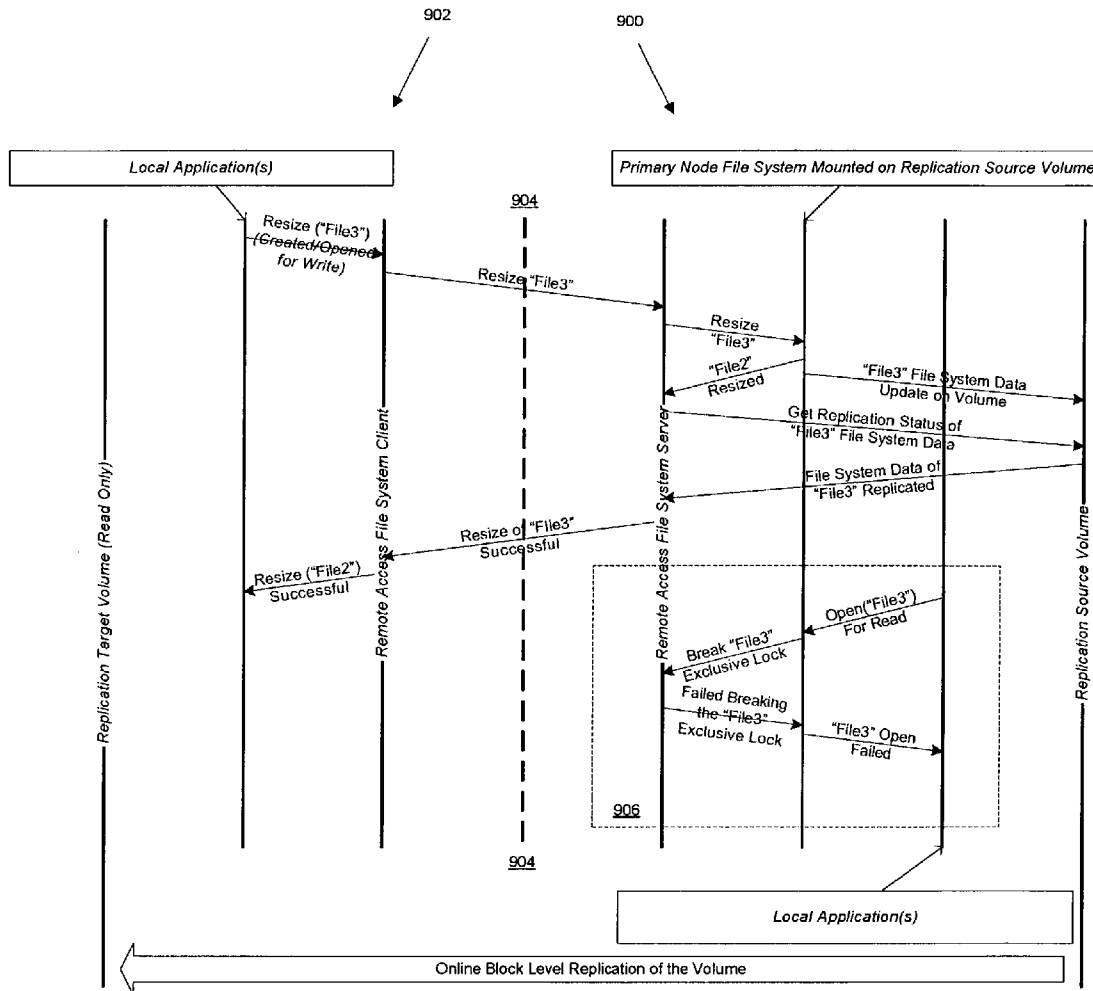 902
900
Local Application(s)
Primary Node File System Mounted on Replication Source Volume
904
Resize ("File3")
(Created/Opened
for Write)
Resize "File3"
Resize
"File3"
"File2"
Resized
"File3" File System Data
Update on Volume
Get Replication Status of
"File3" File System Data
File System Data of
"File3" Replicated
Resize of "File3"
Successful
Resize ("File2")
Successful
Open("File3")
For Read
Break "File3"
Exclusive Lock
Failed Breaking
the "File3"
Exclusive Lock
"File3" Open
Failed
Replication Target Volume (Read Only)
Remote Access File System Client
Remote Access File System Server
Replication Source Volume
906
904
Local Application(s)
Online Block Level Replication of the Volume